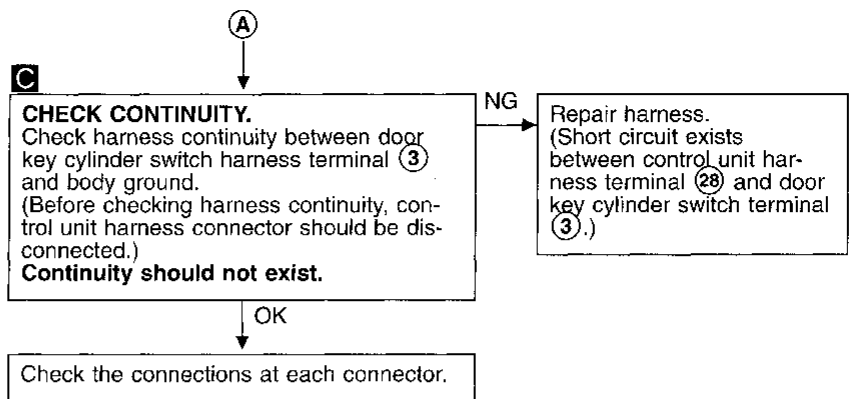 A
C
CHECK CONTINUITY.
Check harness continuity between door
key cylinder switch harness terminal 3
and body ground.
(Before checking harness continuity, con-
trol unit harness connector should be dis-
connected.)
Continuity should not exist.
NG
Repair harness.
(Short circuit exists
between control unit har-
ness terminal 28 and door
key cylinder switch terminal
3.)
OK
Check the connections at each connector.